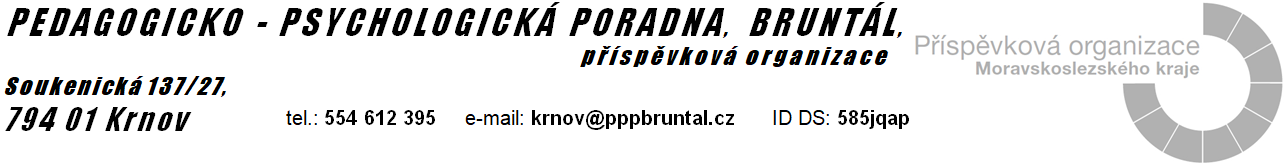 PEDAGOGICKO - PSYCHOLOGICKÁ PORADNA, BRUNTÁL,
příspěvková organizace
Příspěvková organizace
Moravskoslezského kraje
Soukenická 137/27,
794 01 Krnov
tel.: 554 612 395 e-mail: krnov@pppbruntal.cz ID DS: 585jqap